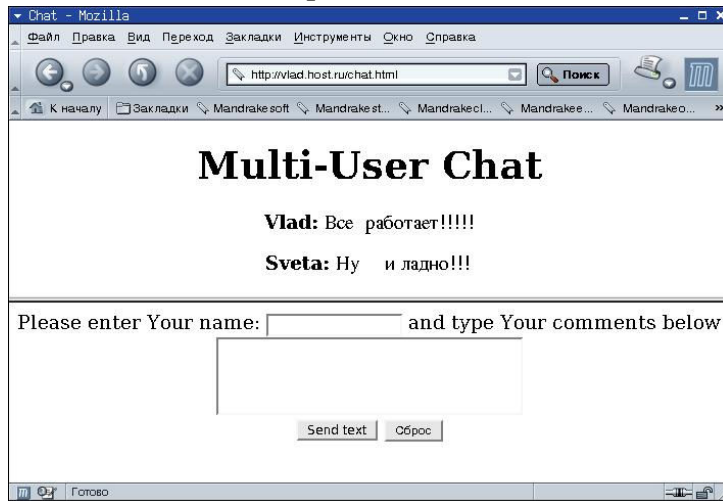 Chat - Mozilla
Файл Правка Вид Переход Закладки Инструменты Окно Справка
http://vlad.host.ru/chat.html Поиск
К началу Закладки Mandrakesoft Mandrakest... Mandrakecl... Mandrakee... Mandrakeo... »
Multi-User Chat
Vlad: Все работает!!!!!
Sveta: Ну и ладно!!!
Please enter Your name: and type Your comments below
Send text Сброс
Готово